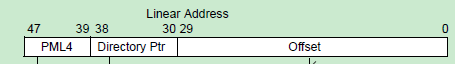 Linear Address
47 39 38 30 29 0
PML4 Directory Ptr Offset